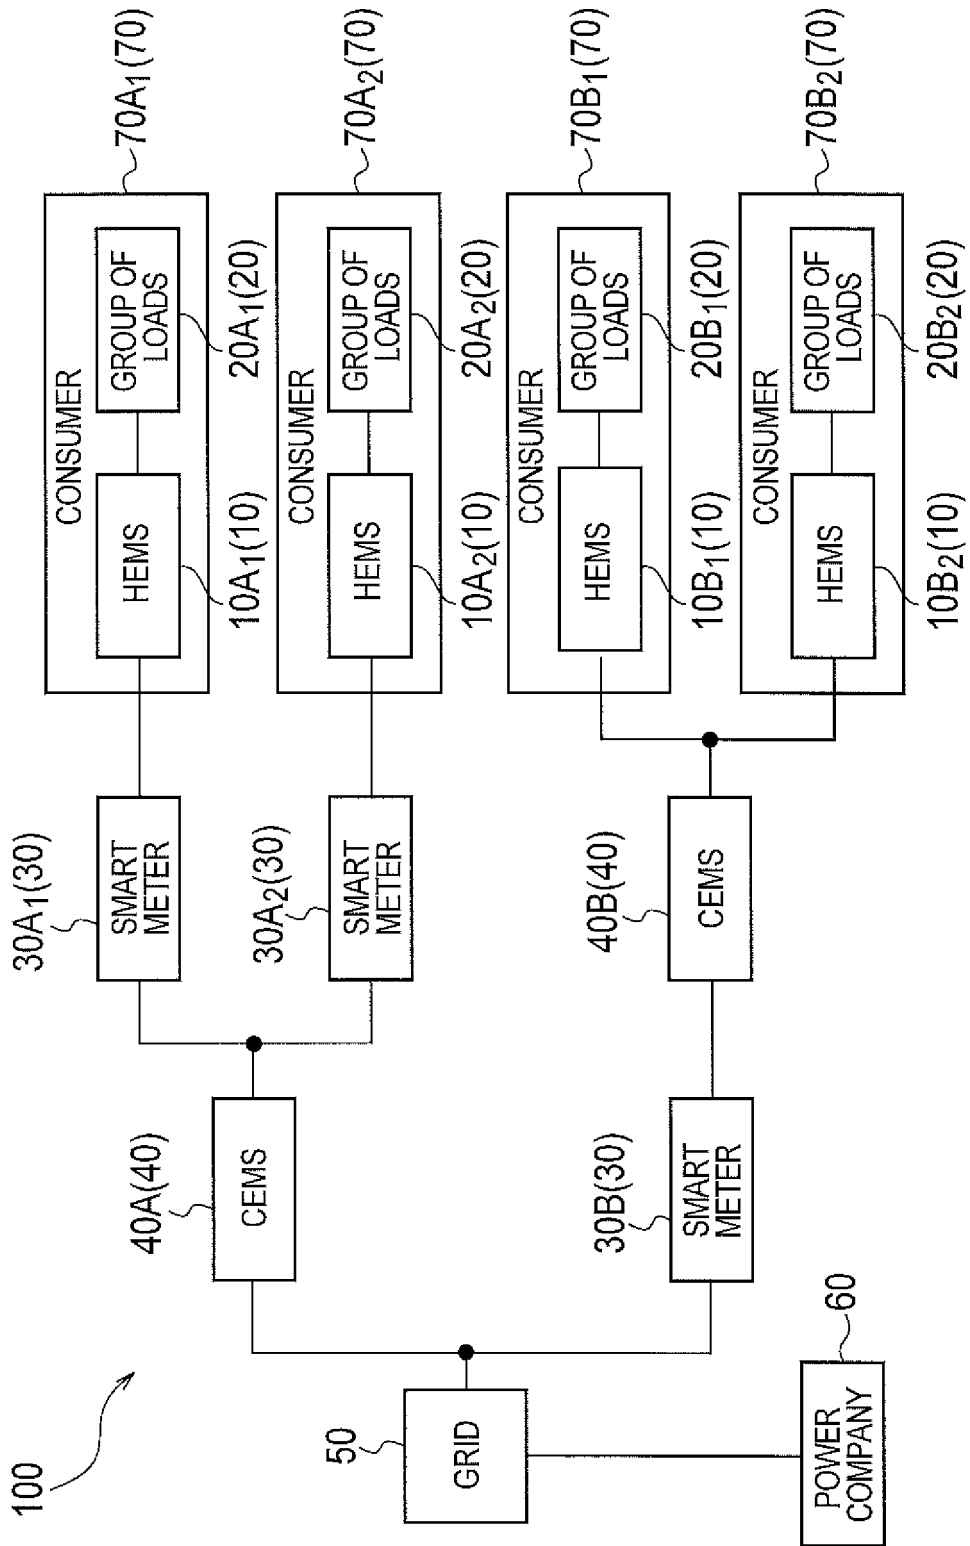 100
50
GRID
POWER
COMPANY
60
40A(40)
CEMS
30B(30)
SMART
METER
30A1(30)
SMART
METER
30A2(30)
SMART
METER
40B(40)
CEMS
70A1(70)
CONSUMER
HEMS
10A1(10)
GROUP OF
LOADS
20A1(20)
70A2(70)
CONSUMER
HEMS
10A2(10)
GROUP OF
LOADS
20A2(20)
70B1(70)
CONSUMER
HEMS
10B1(10)
GROUP OF
LOADS
20B1(20)
70B2(70)
CONSUMER
HEMS
10B2(10)
GROUP OF
LOADS
20B2(20)